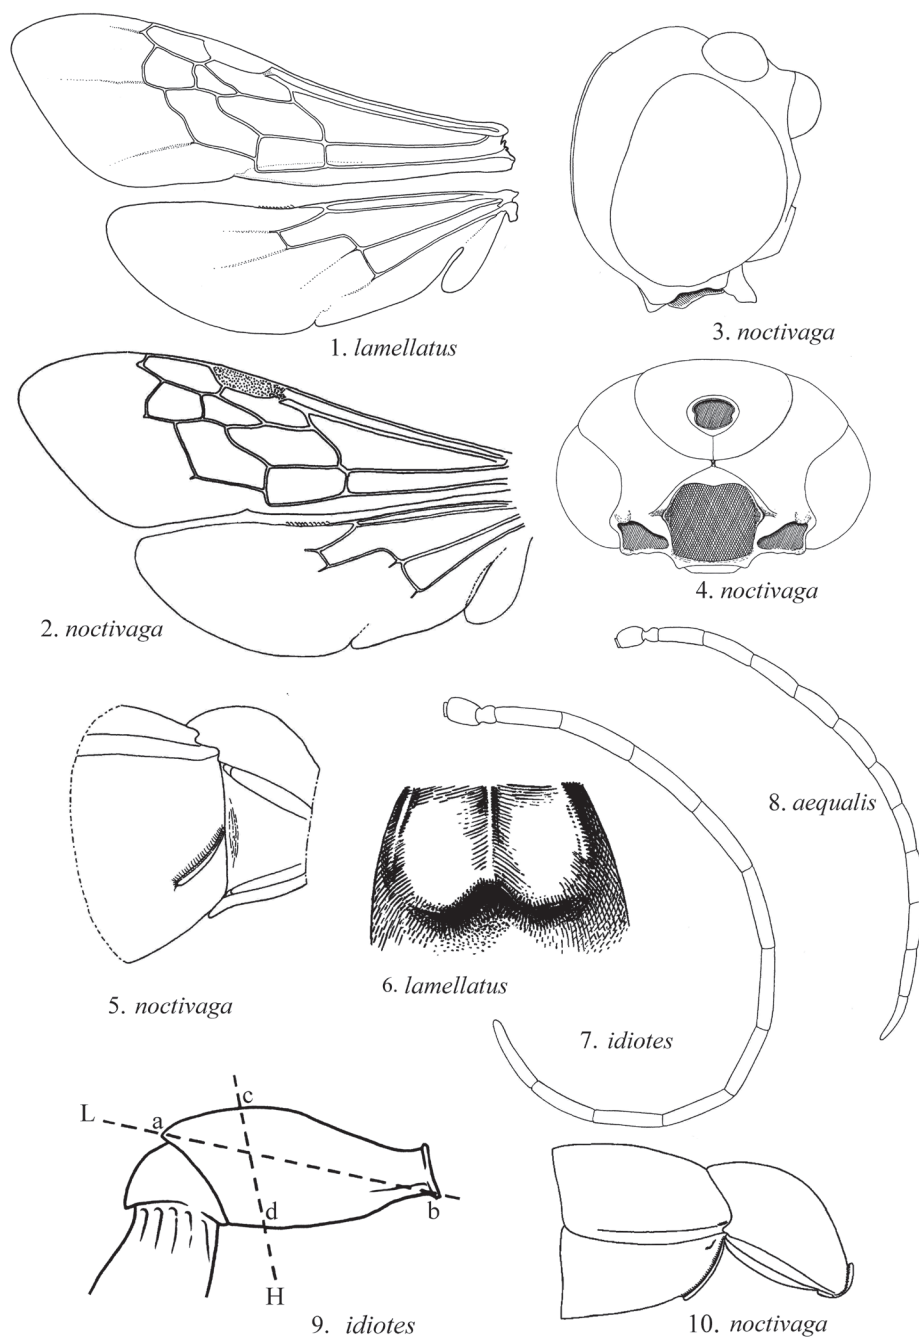 1. lamellatus
3. noctivaga
2. noctivaga
4. noctivaga
8. aequalis
6. lamellatus
5. noctivaga
7. idiotes
L
a
c
d
b
H
9. idiotes
10. noctivaga